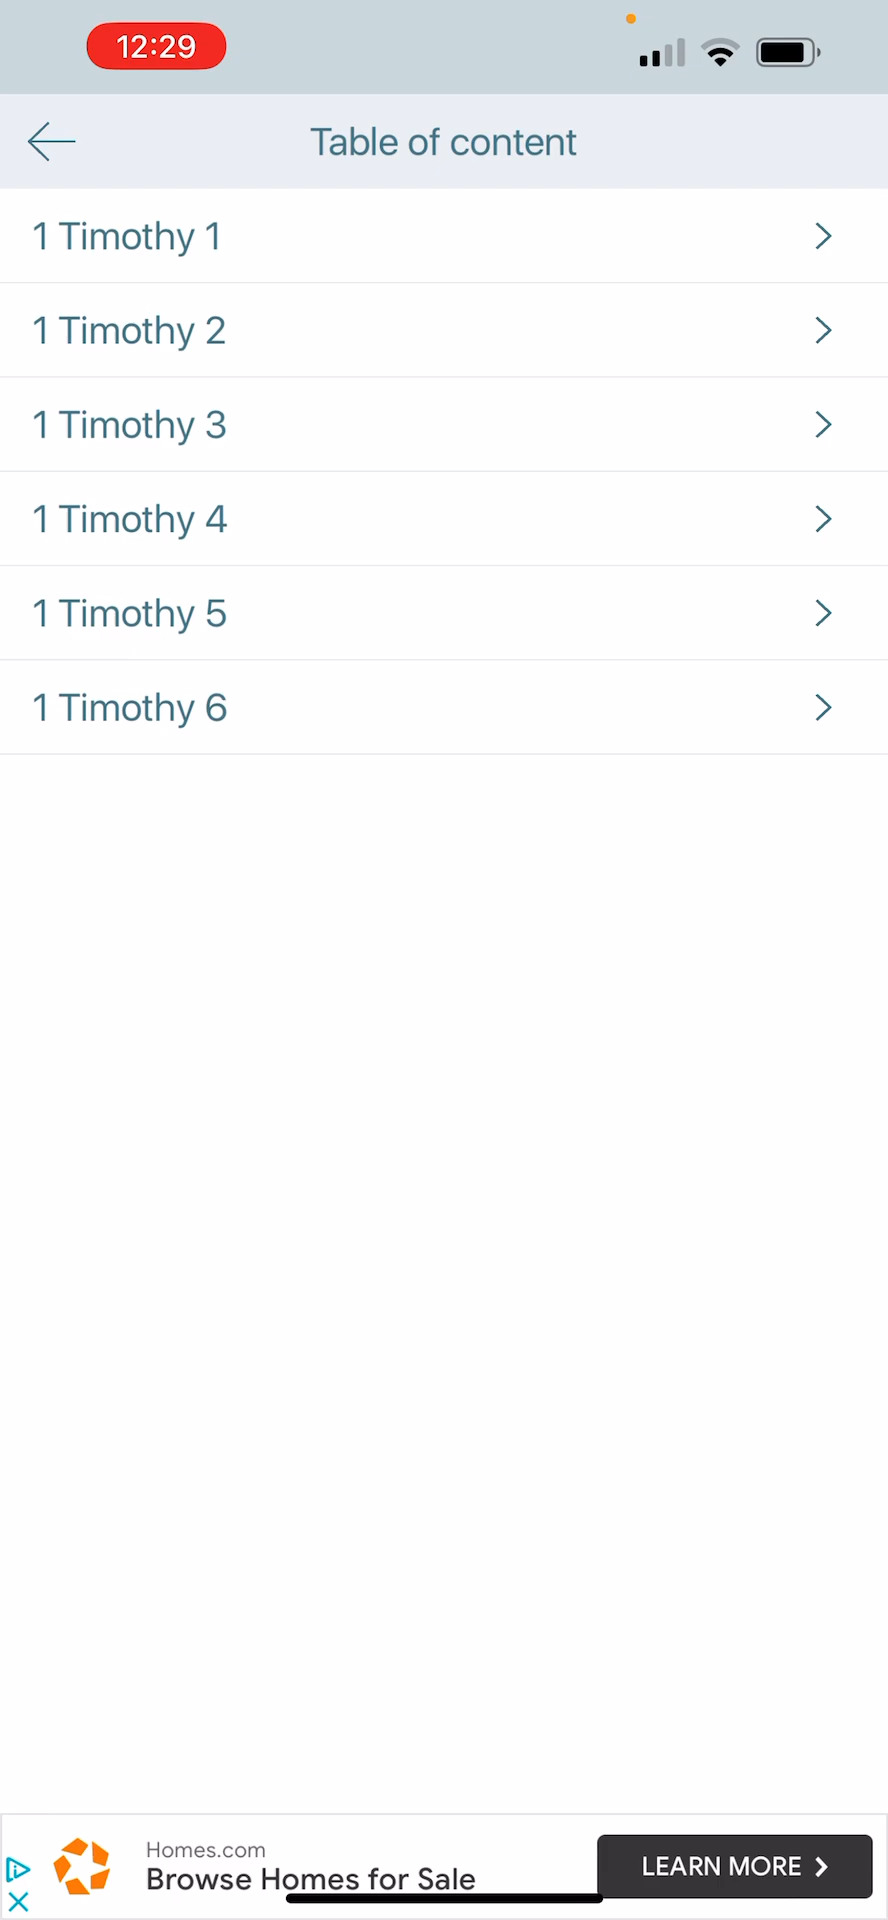 12:29
Table of content
1 Timothy 1
1 Timothy 2
1 Timothy 3
1 Timothy 4
1 Timothy 5
1 Timothy 6
Homes.com
Browse Homes for Sale
LEARN MORE